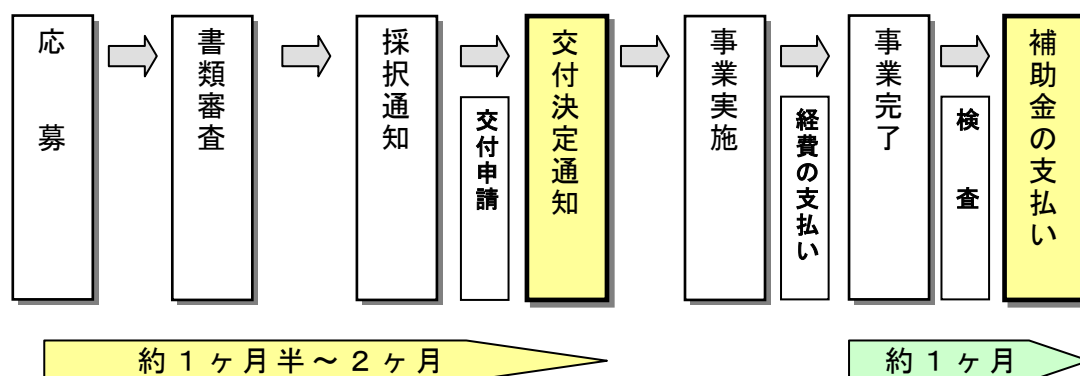 応募
書類審査
採択通知
交付申請
交付決定通知
事業実施
経費の支払い
事業完了
検査
補助金の支払い
約1ヶ月半～2ヶ月
約1ヶ月